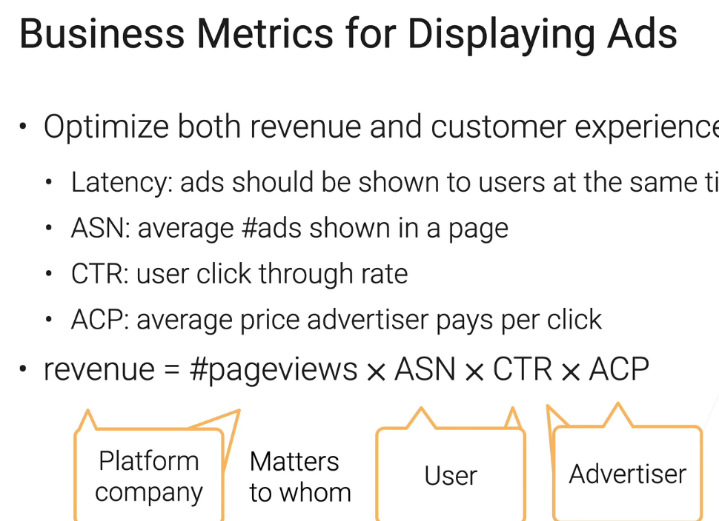 Business Metrics for Displaying Ads
• Optimize both revenue and customer experience
• Latency: ads should be shown to users at the same ti
• ASN: average #ads shown in a page
• CTR: user click through rate
• ACP: average price advertiser pays per click
• revenue = #pageviews × ASN × CTR × ACP
Platform
company
Matters
to whom
User
Advertiser